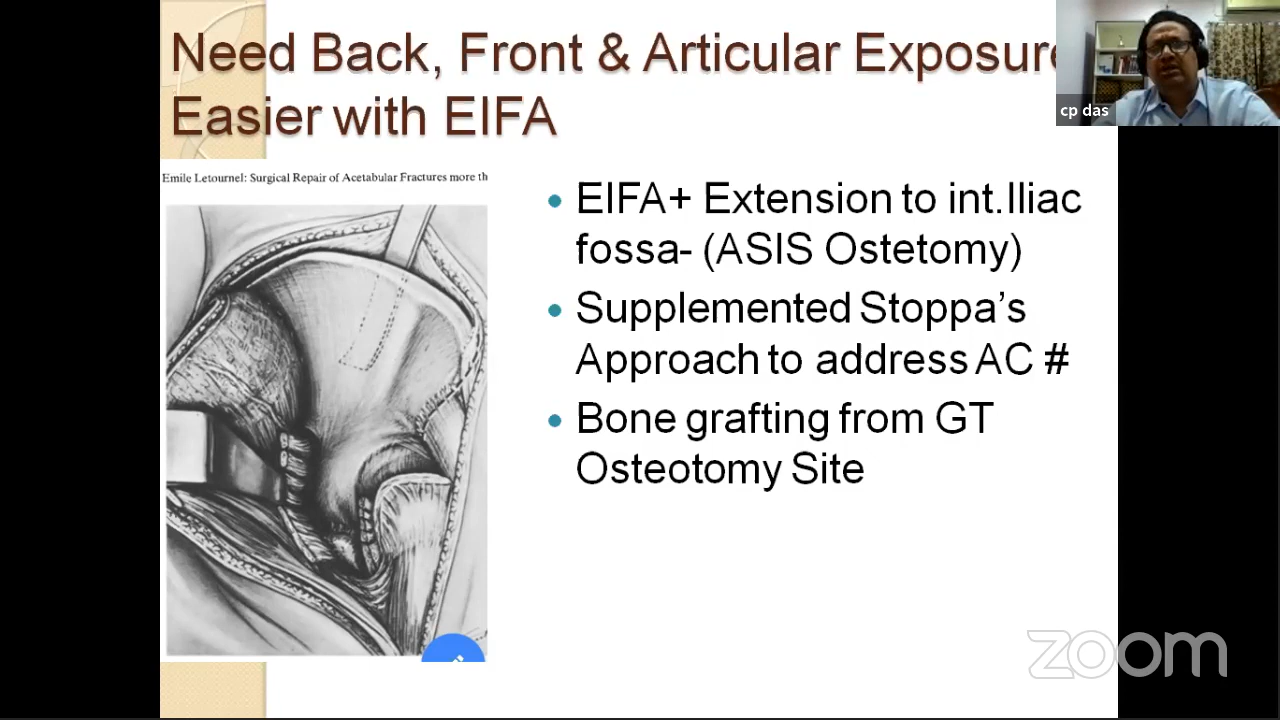 Need Back, Front & Articular Exposure
Easier with EIFA
cp das
Emile Letournel: Surgical Repair of Acetabular Fractures more th
• EIFA+ Extension to int.Iliac
fossa- (ASIS Ostetomy)
• Supplemented Stoppa’s
Approach to address AC #
• Bone grafting from GT
Osteotomy Site
zoom